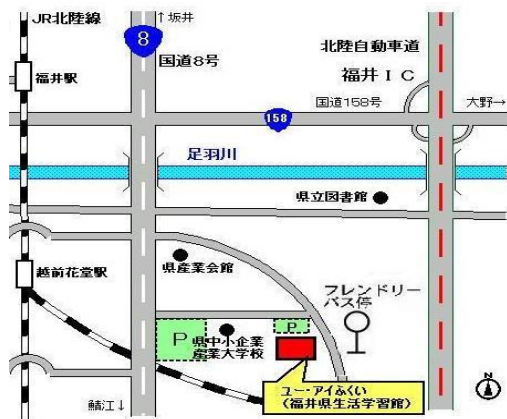 JR北陸線
↑坂井
8
国道8号
北陸自動車道
福井IC
福井駅
国道158号
大野→
158
足羽川
県立図書館
県産業会館
越前花堂駅
フレンドリー
バス停
P
P
県中小企業
産業大学校
ユー・アイふくい
(福井県生活学習館)
鯖江↓
N